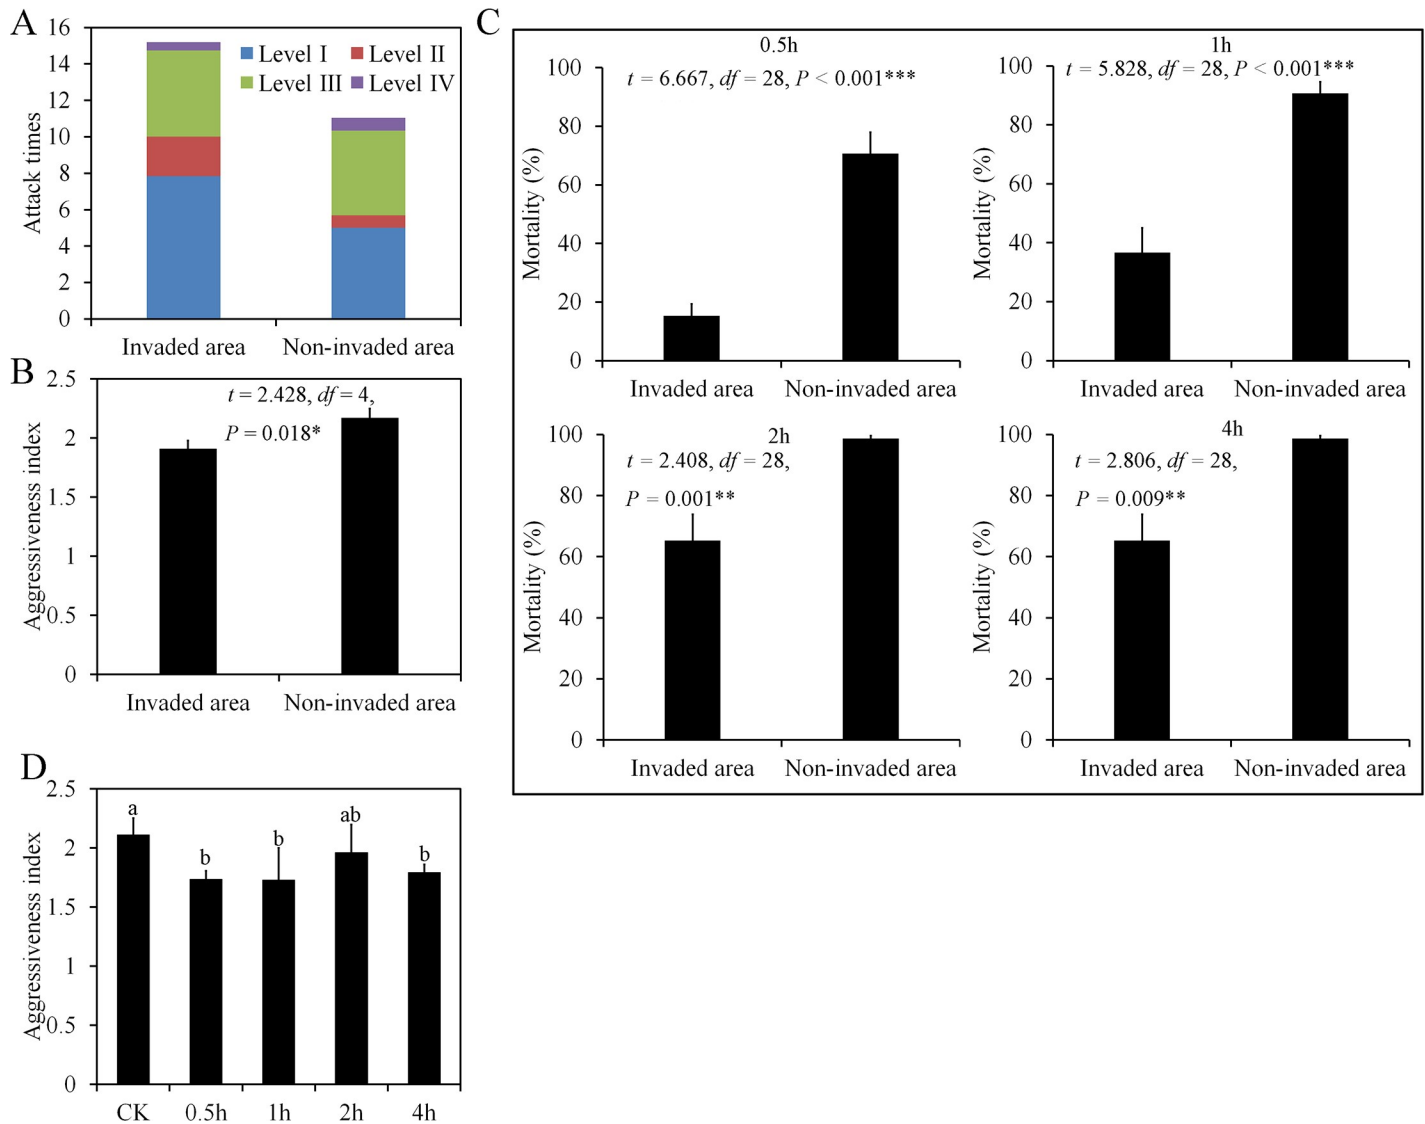 A
16
14
12
10
8
6
4
2
0
Attack times
Level I
Level II
Level III
Level IV
Invaded area
Non-invaded area
B
2.5
2
1.5
1
0.5
0
Aggressiveness index
t = 2.428, df = 4,
P = 0.018*
Invaded area
Non-invaded area
C
0.5h
100
80
60
40
20
0
Mortality (%)
t = 6.667, df = 28, P < 0.001***
Invaded area
Non-invaded area
1h
100
80
60
40
20
0
Mortality (%)
t = 5.828, df = 28, P < 0.001***
Invaded area
Non-invaded area
2h
100
80
60
40
20
0
Mortality (%)
t = 2.408, df = 28,
P = 0.001**
Invaded area
Non-invaded area
4h
100
80
60
40
20
0
Mortality (%)
t = 2.806, df = 28,
P = 0.009**
Invaded area
Non-invaded area
D
2.5
2
1.5
1
0.5
0
Aggressiveness index
a
b
b
ab
b
CK
0.5h
1h
2h
4h